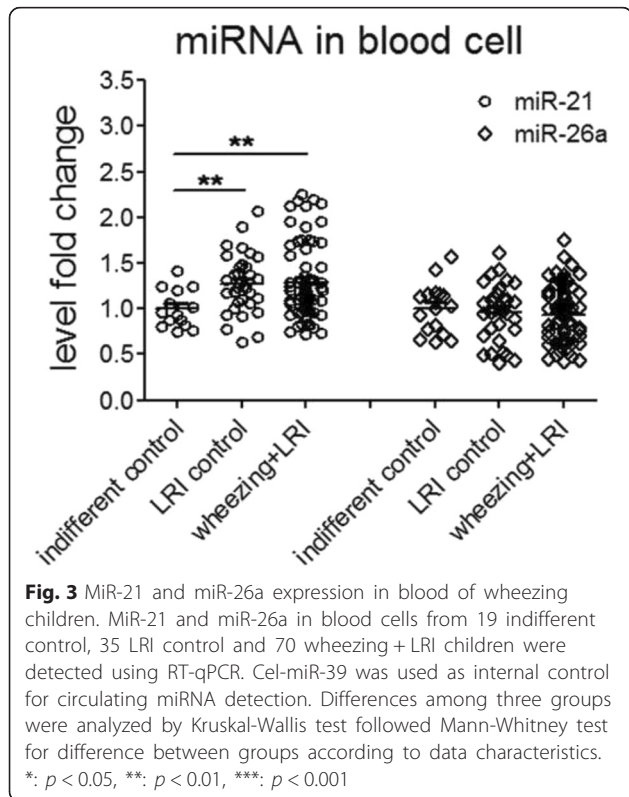 miRNA in blood cell
3.5
3.0
2.5
2.0
1.5
1.0
0.5
0.0
level fold change
miR-21
miR-26a
**
**
indifferent control
LRI control
wheezing+LRI
indifferent control
LRI control
wheezing+LRI
Fig. 3 MiR-21 and miR-26a expression in blood of wheezing
children. MiR-21 and miR-26a in blood cells from 19 indifferent
control, 35 LRI control and 70 wheezing + LRI children were
detected using RT-qPCR. Cel-miR-39 was used as internal control
for circulating miRNA detection. Differences among three groups
were analyzed by Kruskal-Wallis test followed Mann-Whitney test
for difference between groups according to data characteristics.
*: p < 0.05, **: p < 0.01, ***: p < 0.001